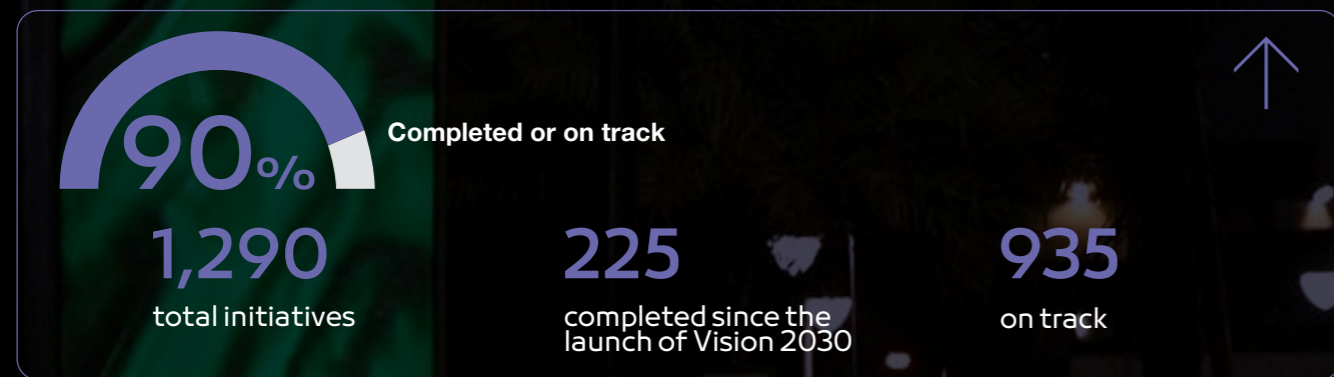 90%
Completed or on track
1,290
total initiatives
225
completed since the
launch of Vision 2030
935
on track